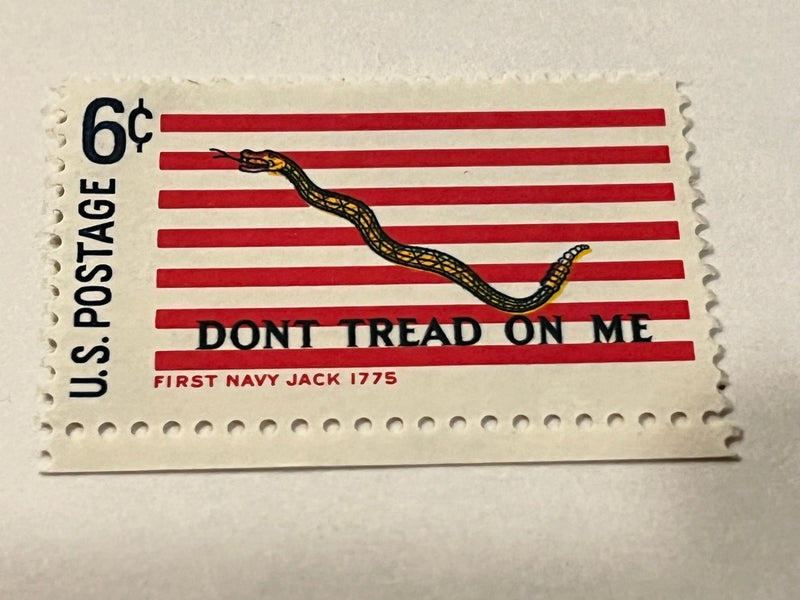 6¢
U.S. POSTAGE
DONT TREAD ON ME
FIRST NAVY JACK 1775